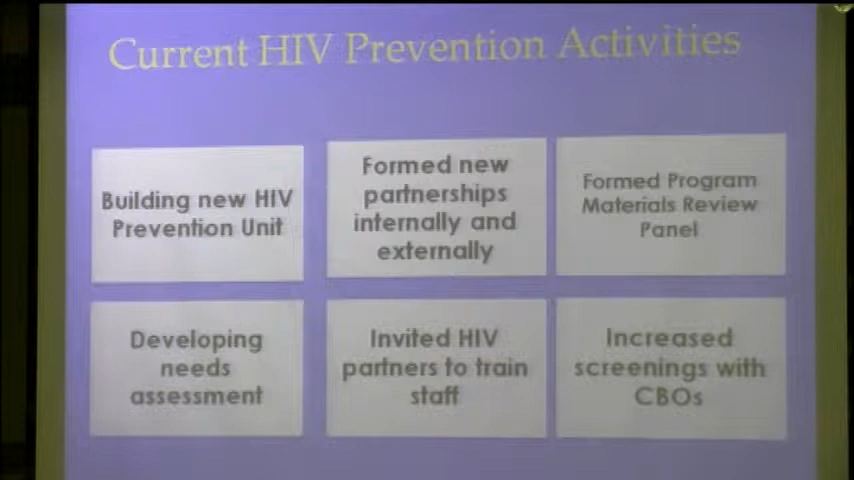 Current HIV Prevention Activities
Building new HIV
Prevention Unit
Formed new
partnerships
internally and
externally
Formed Program
Materials Review
Panel
Developing
needs
assessment
Invited HIV
partners to train
staff
Increased
screenings with
CBOs